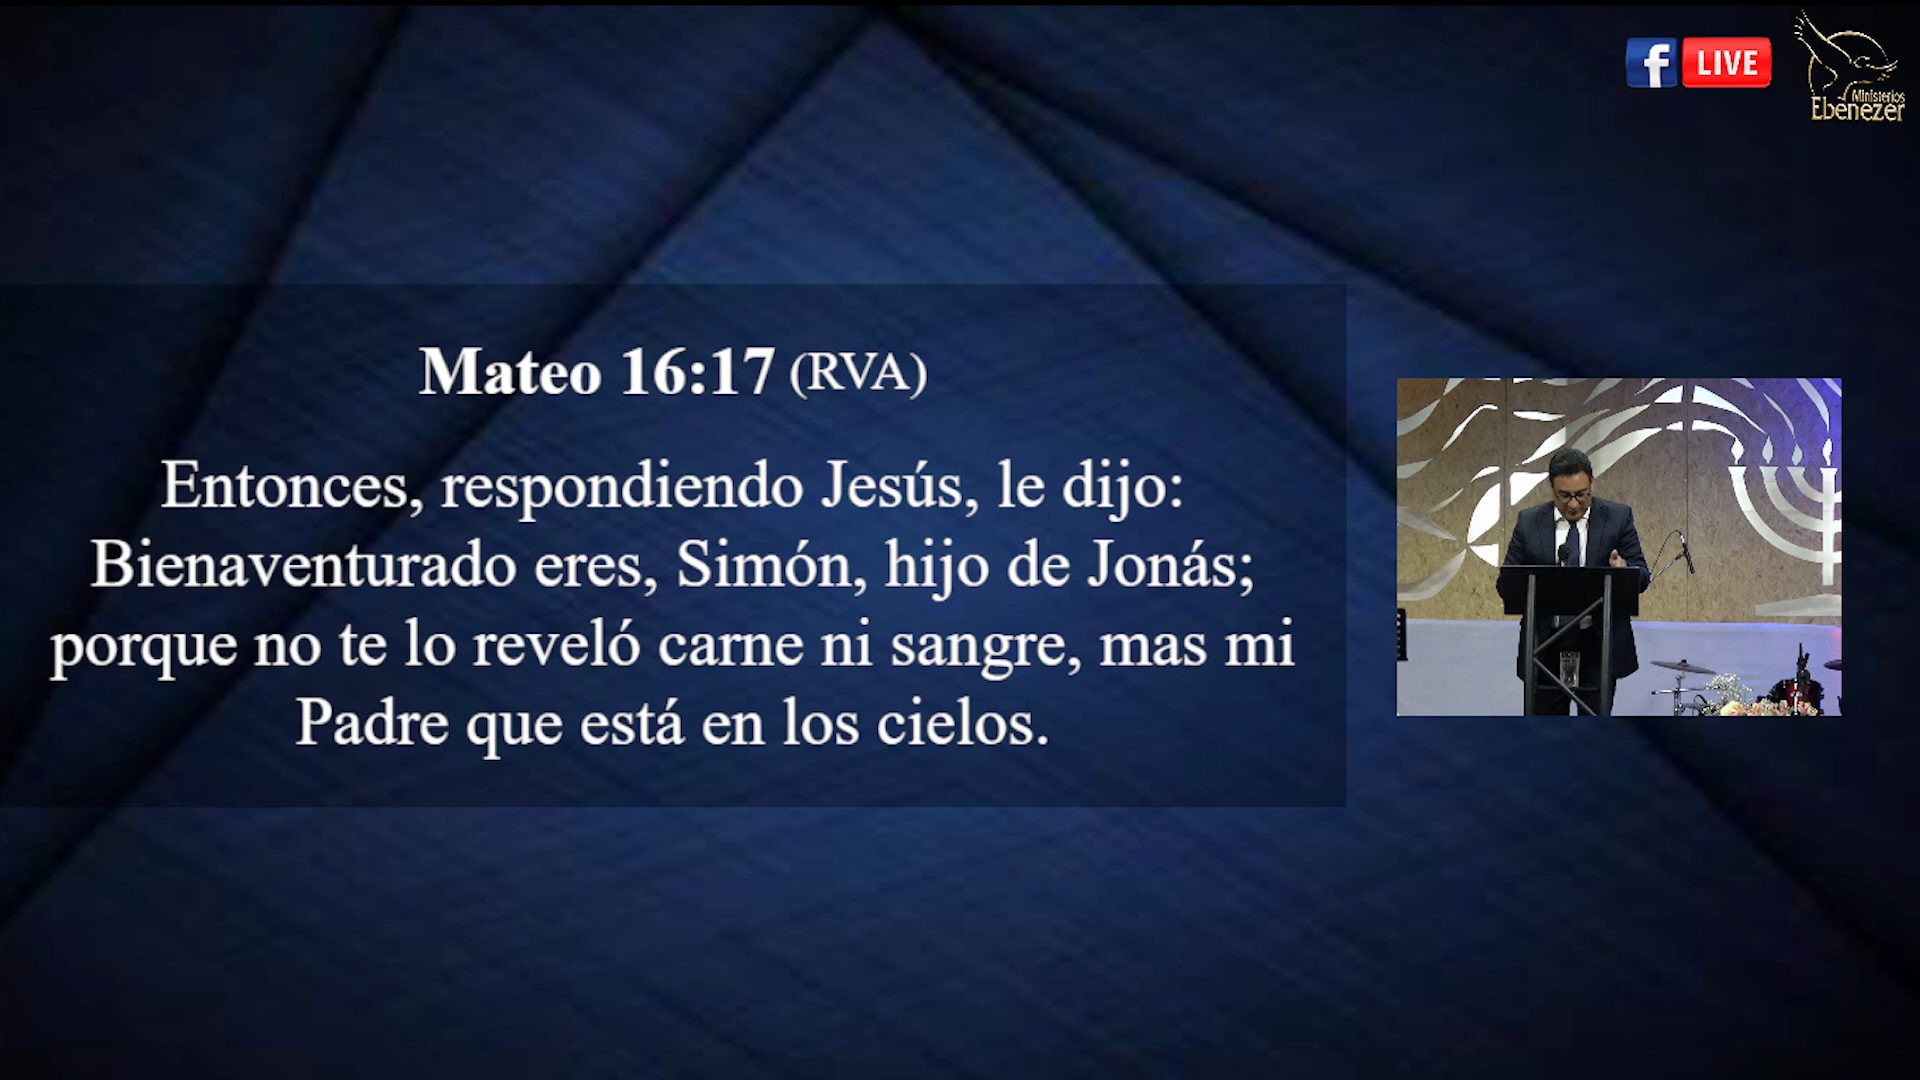 f LIVE
Ministerios
Ebenezer
Mateo 16:17 (RVA)
Entonces, respondiendo Jesús, le dijo:
Bienaventurado eres, Simón, hijo de Jonás;
porque no te lo reveló carne ni sangre, mas mi
Padre que está en los cielos.